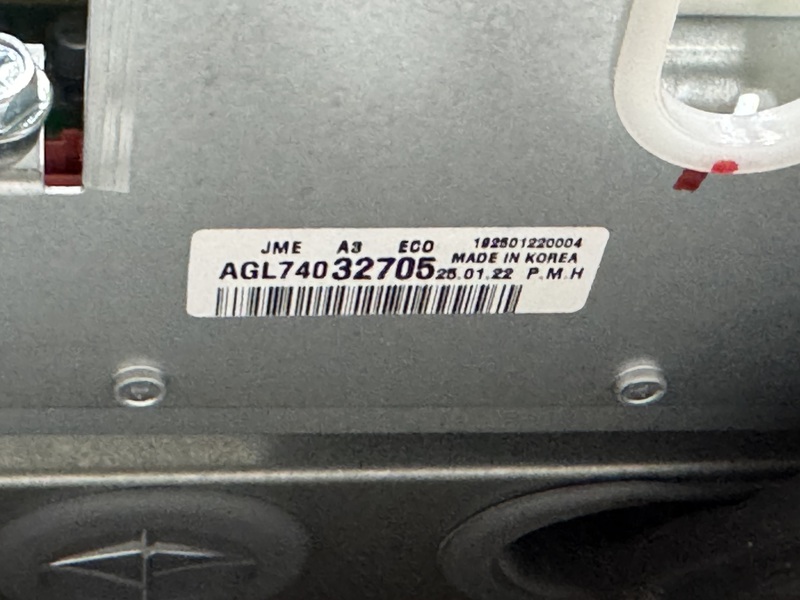 JME A3 ECO 192501220004
MADE IN KOREA
AGL74032705 25.01.22 P.M.H